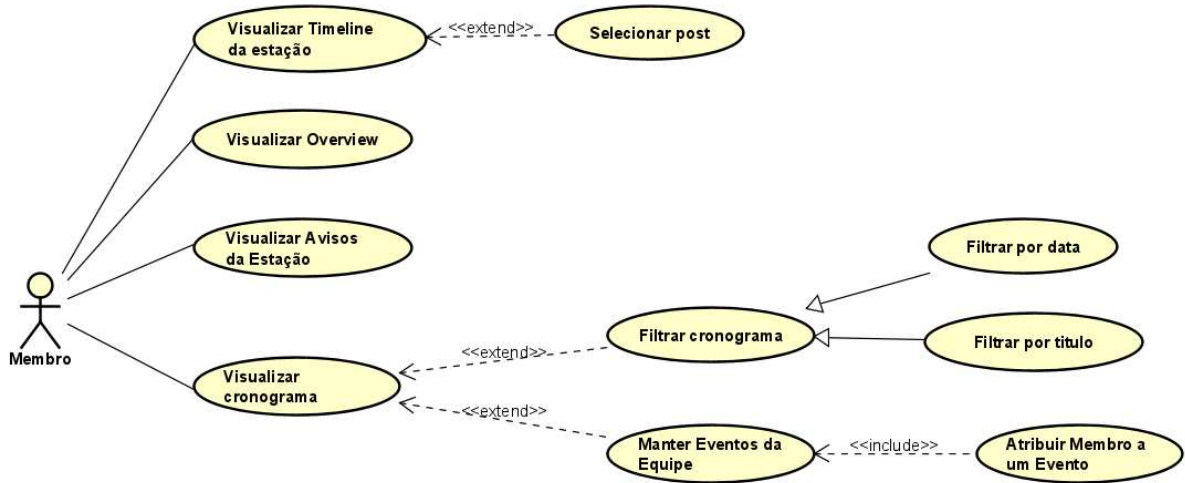 Visualizar Timeline
da estação
<<extend>>
Selecionar post
Visualizar Overview
Visualizar Avisos
da Estação
Membro
Visualizar
cronograma
<<extend>>
Filtrar cronograma
Filtrar por data
Filtrar por titulo
<<extend>>
Manter Eventos da
Equipe
<<include>>
Atribuir Membro a
um Evento